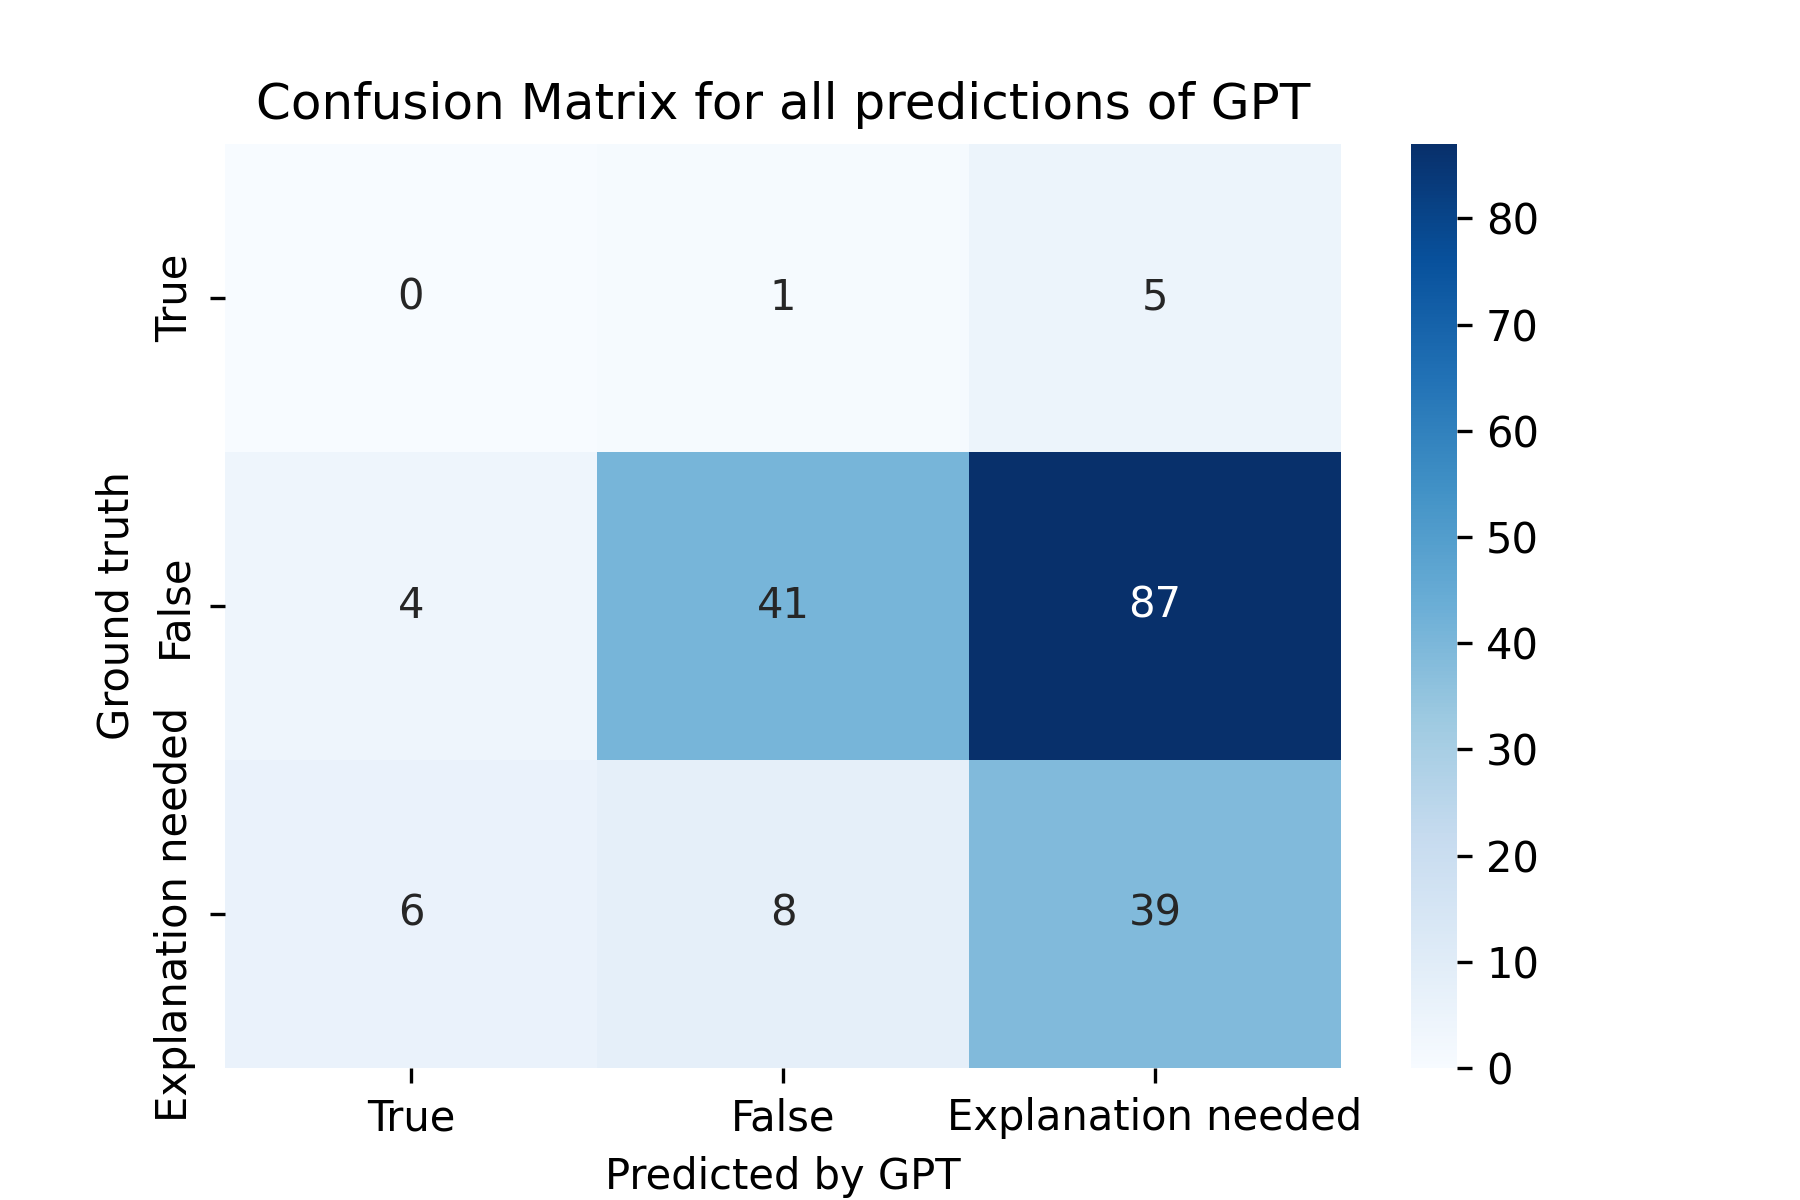 Confusion Matrix for all predictions of GPT
True
0
1
5
80
70
60
Ground truth
False
4
41
87
50
40
30
Explanation needed
6
8
39
20
10
0
True
False
Explanation needed
Predicted by GPT